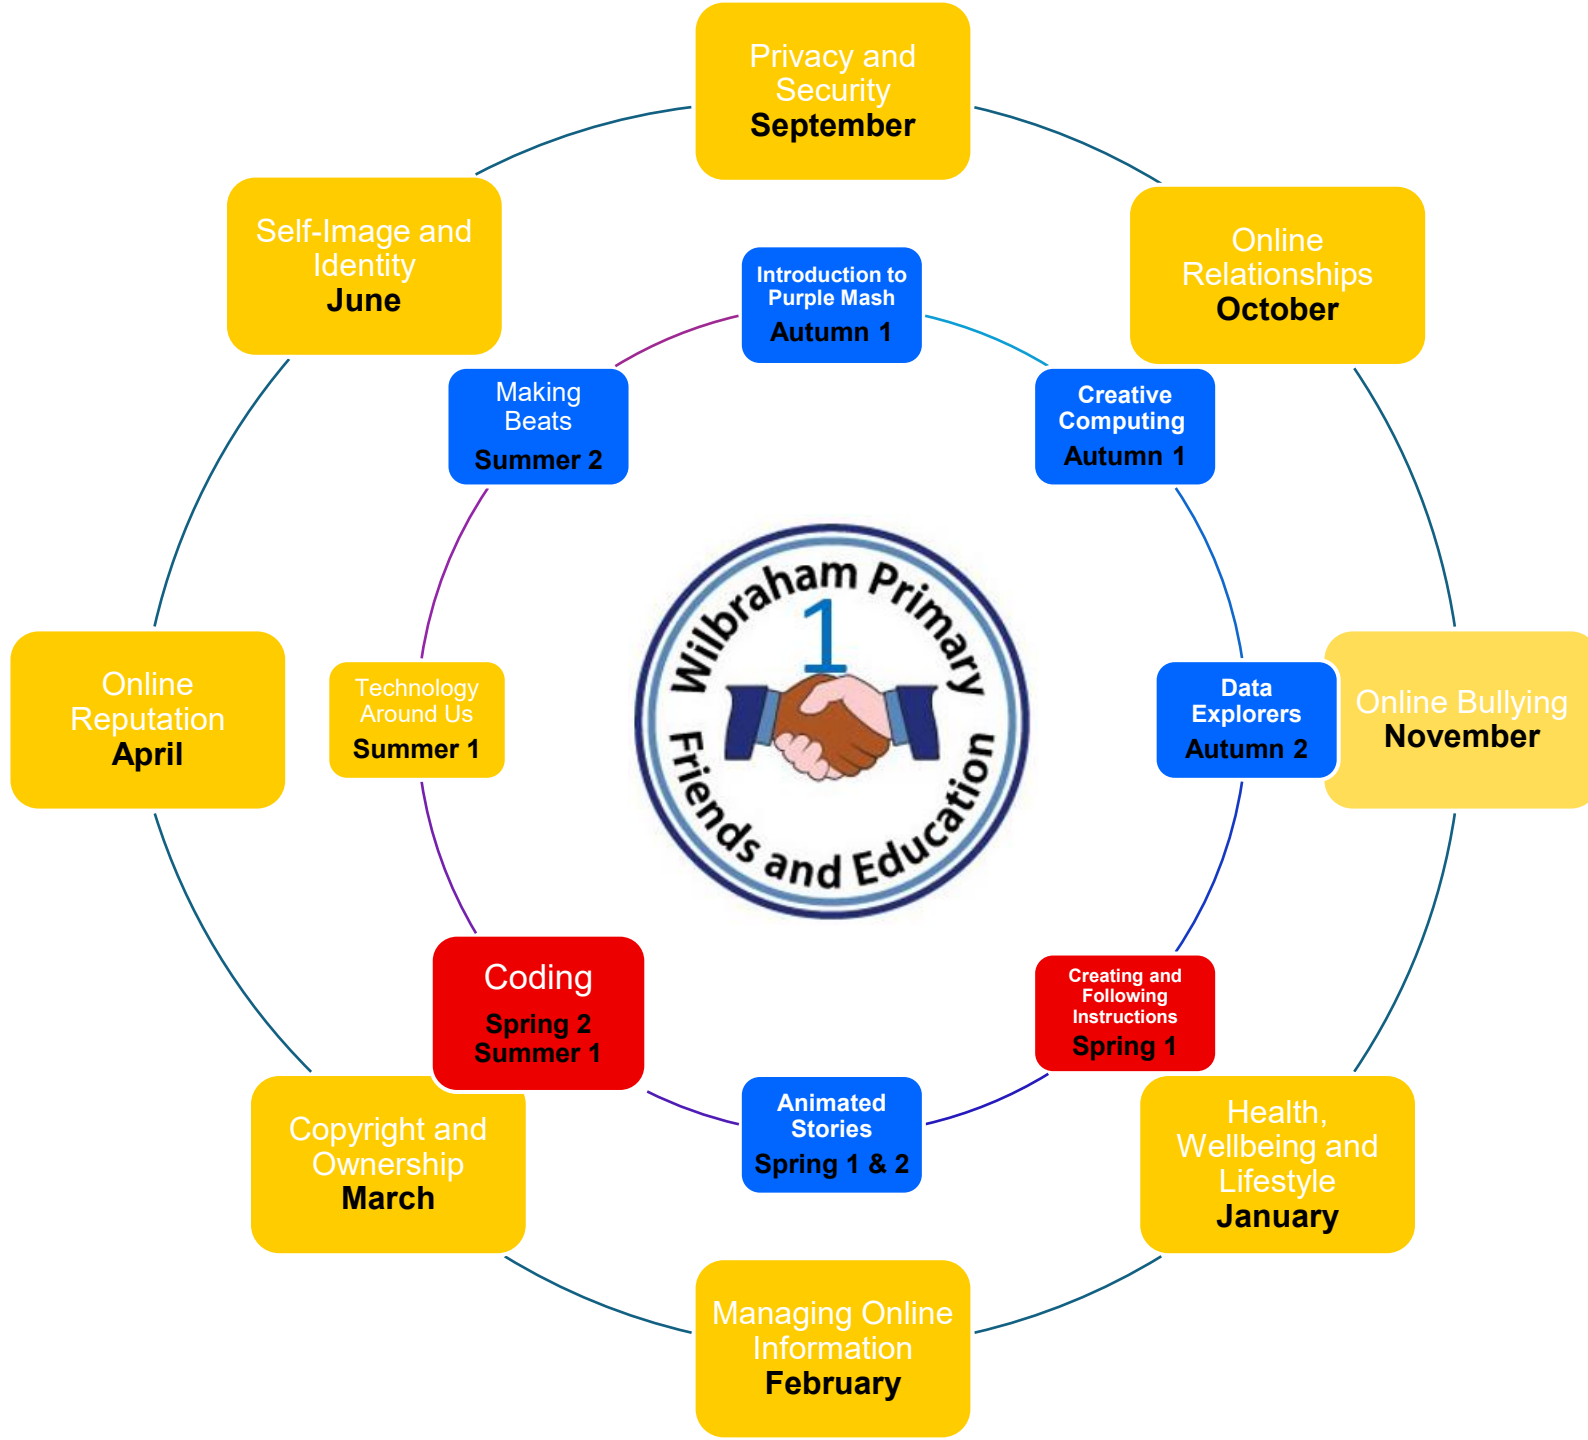 Privacy and
Security
September
Online
Relationships
October
Online Bullying
November
Health,
Wellbeing and
Lifestyle
January
Managing Online
Information
February
Copyright and
Ownership
March
Online
Reputation
April
Self-Image and
Identity
June
Introduction to
Purple Mash
Autumn 1
Creative
Computing
Autumn 1
Data
Explorers
Autumn 2
Creating and
Following
Instructions
Spring 1
Animated
Stories
Spring 1 & 2
Coding
Spring 2
Summer 1
Technology
Around Us
Summer 1
Making
Beats
Summer 2
Wilbraham Primary
1
Friends and Education